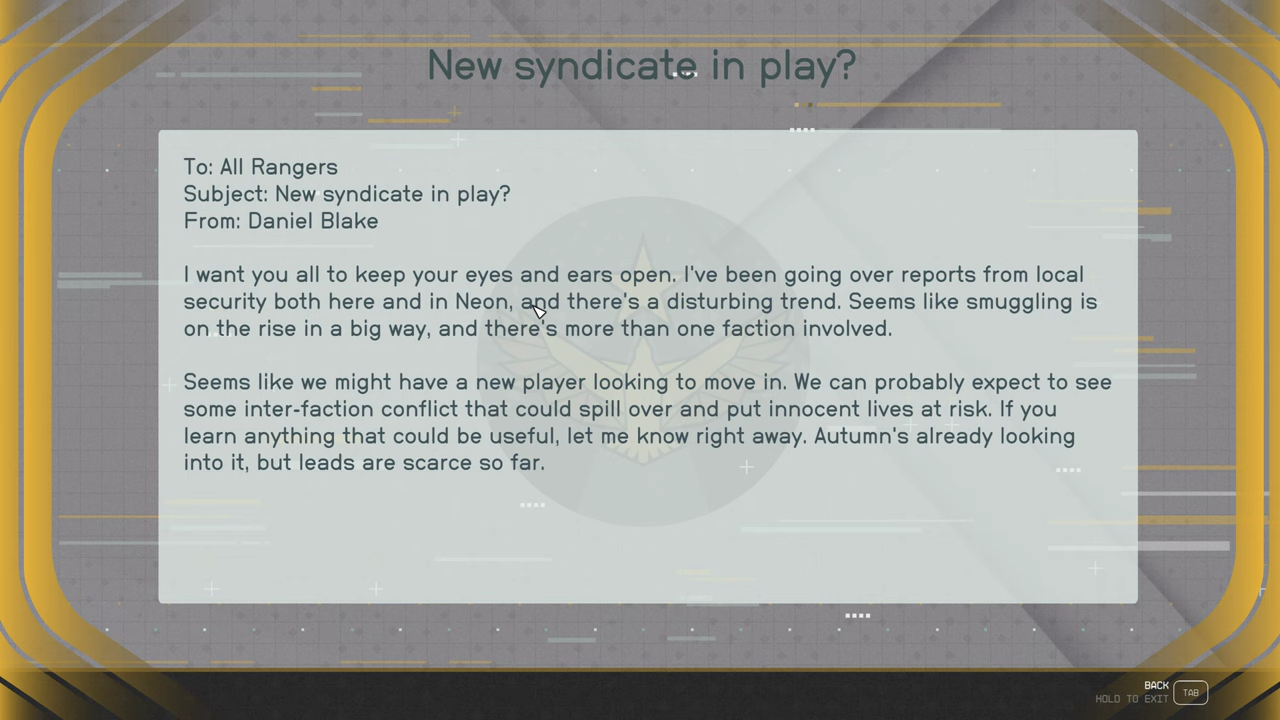 New syndicate in play?
To: All Rangers
Subject: New syndicate in play?
From: Daniel Blake
I want you all to keep your eyes and ears open. I've been going over reports from local
security both here and in Neon, and there's a disturbing trend. Seems like smuggling is
on the rise in a big way, and there's more than one faction involved.
Seems like we might have a new player looking to move in. We can probably expect to see
some inter-faction conflict that could spill over and put innocent lives at risk. If you
learn anything that could be useful, let me know right away. Autumn's already looking
into it, but leads are scarce so far.
BACK
HOLD TO EXIT
TAB